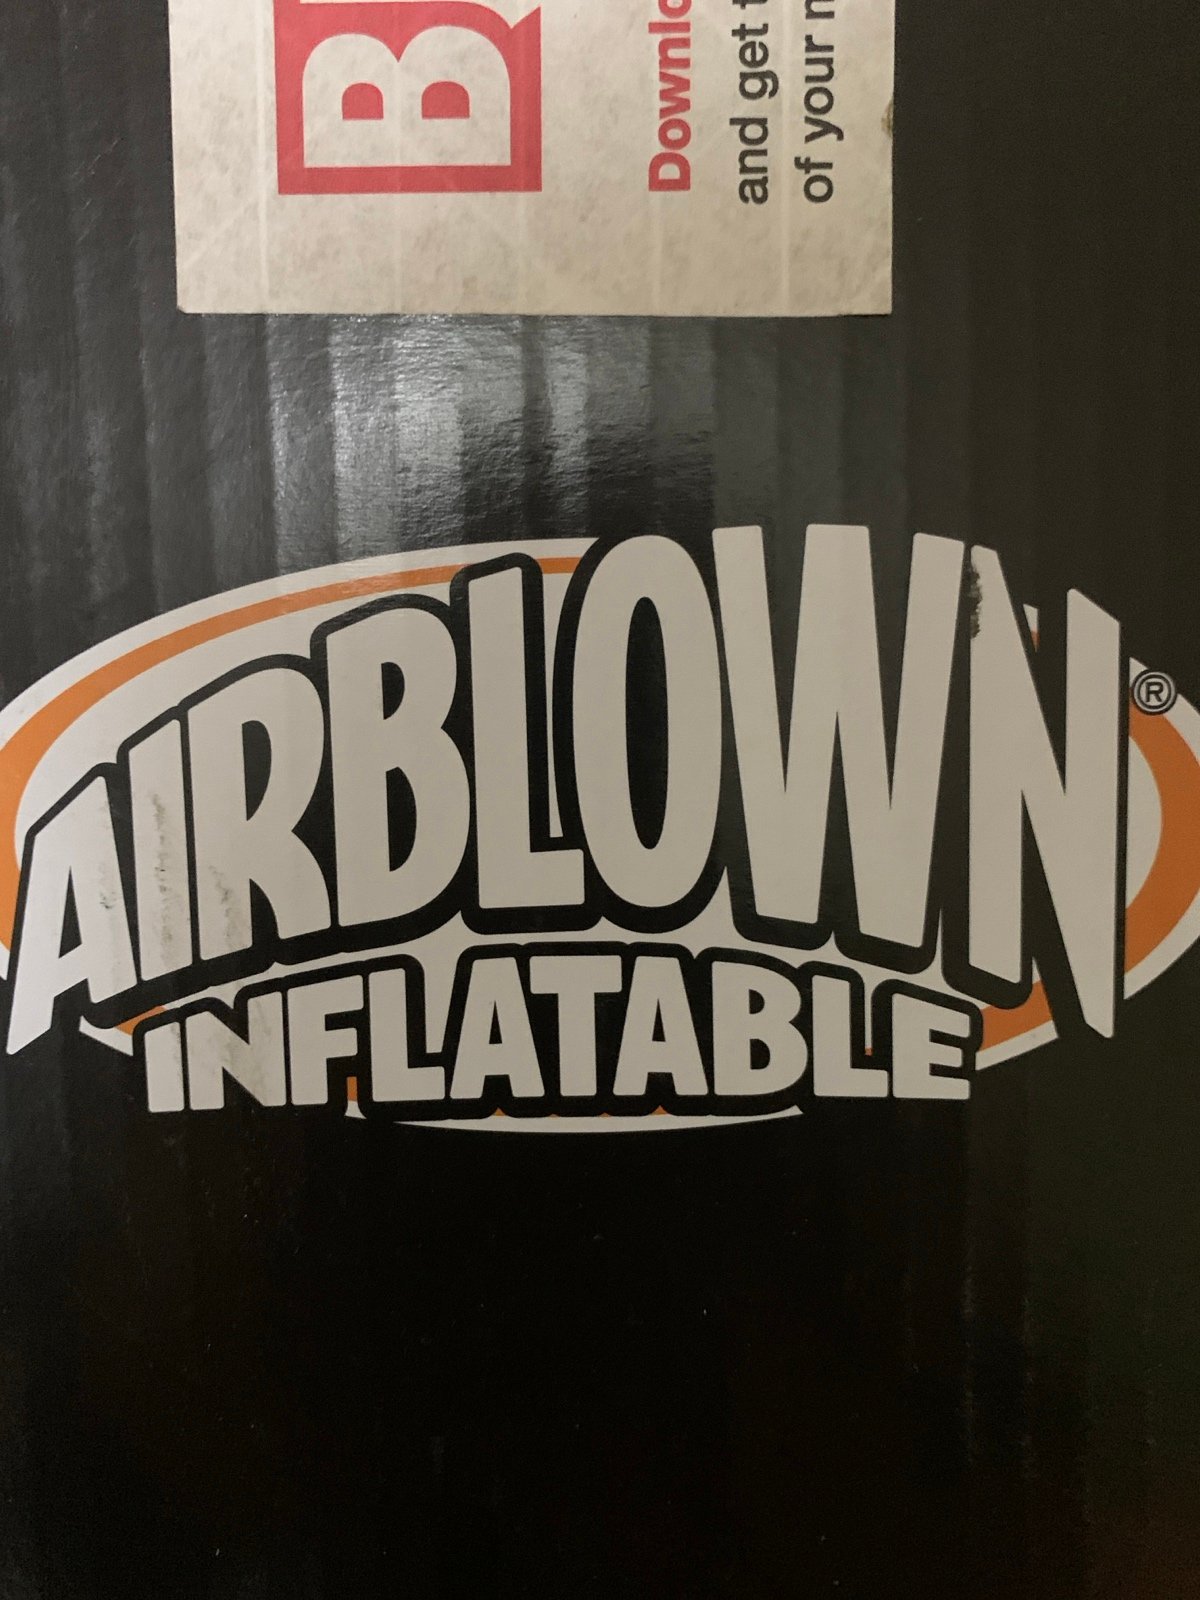 B
Downlo
and get t
of your n
AIRBLOWN®
INFLATABLE